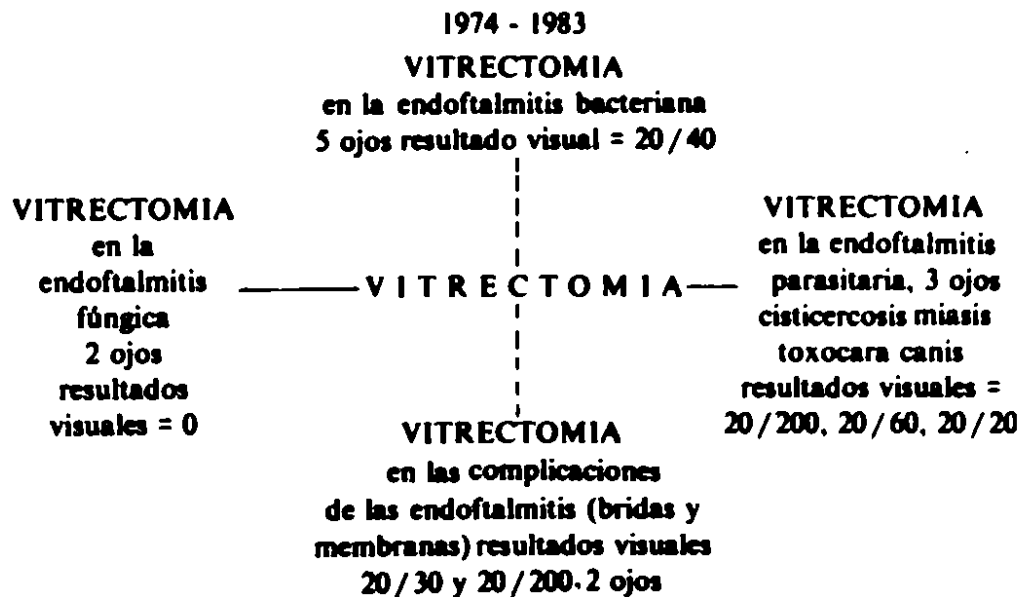 1974 - 1983
VITRECTOMIA
en la endoftalmitis bacteriana
5 ojos resultado visual = 20/40
VITRECTOMIA
en la
endoftalmitis
fúngica
2 ojos
resultados
visuales = 0
VITRECTOMIA
VITRECTOMIA
en la endoftalmitis
parasitaria, 3 ojos
cisticercosis miasis
toxocara canis
resultados visuales =
20/200, 20/60, 20/20
VITRECTOMIA
en las complicaciones
de las endoftalmitis (bridas y
membranas) resultados visuales
20/30 y 20/200. 2 ojos